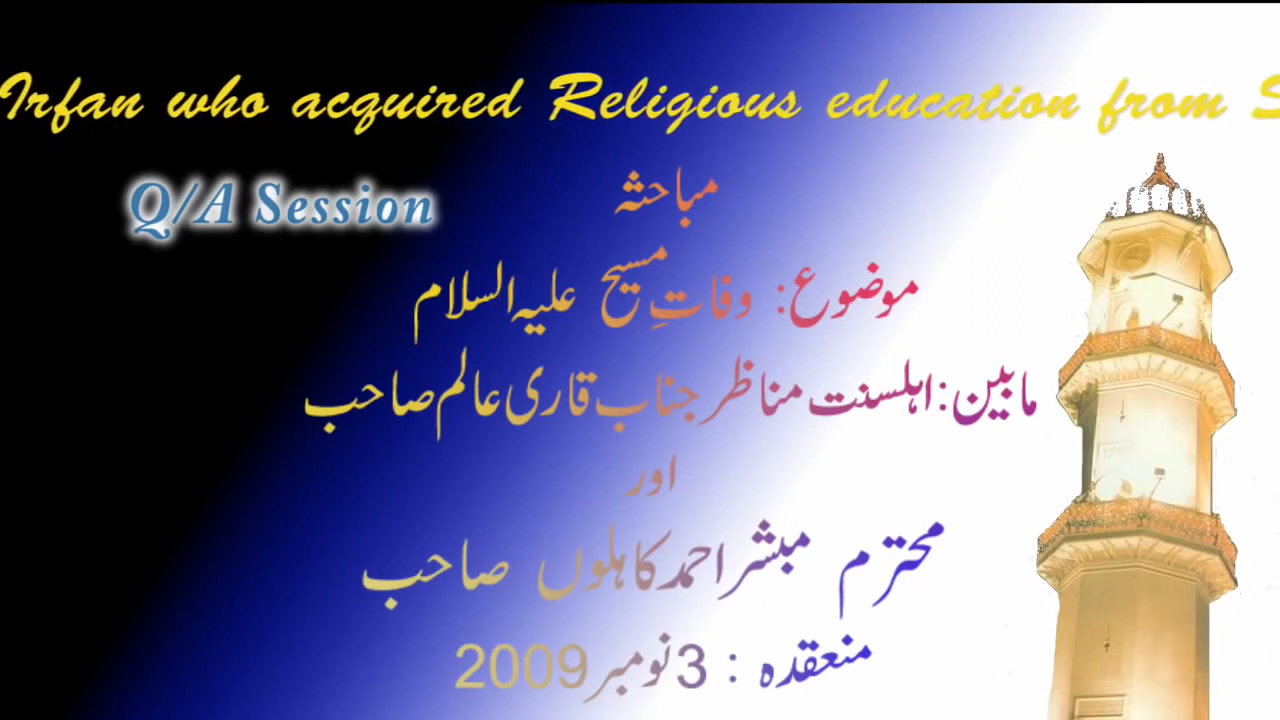 Irfan who acquired Religious education from S
Q/A Session
مباحثہ
موضوع: وفاتِ مسیح علیہ السلام
مابین: اہلسنت مناظر جناب قاری عالم صاحب
اور
محترم مبشر احمد کاہلوں صاحب
منعقدہ : 3 نومبر 2009